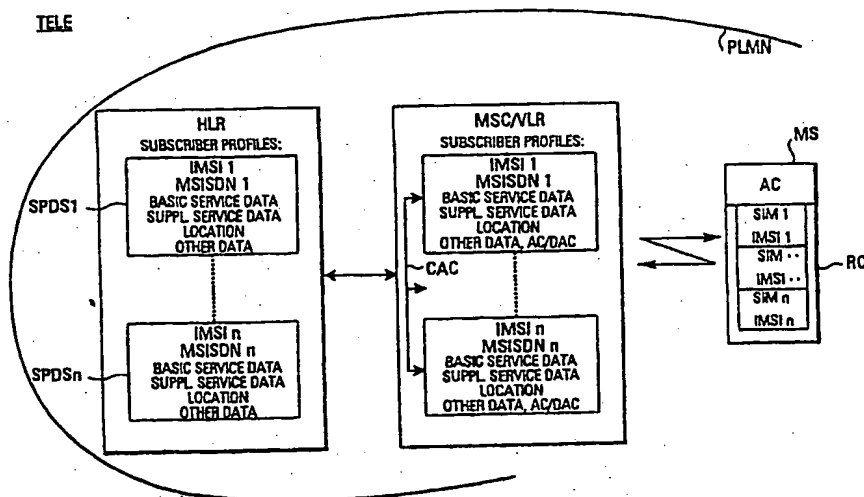 TELE
PLMN
HLR
SUBSCRIBER PROFILES:
SPDS1
IMSI 1
MSISDN 1
BASIC SERVICE DATA
SUPPL. SERVICE DATA
LOCATION
OTHER DATA
SPDSn
IMSI n
MSISDN n
BASIC SERVICE DATA
SUPPL. SERVICE DATA
LOCATION
OTHER DATA
MSC/VLR
SUBSCRIBER PROFILES:
IMSI 1
MSISDN 1
BASIC SERVICE DATA
SUPPL. SERVICE DATA
LOCATION
OTHER DATA, AC/DAC
CAC
IMSI n
MSISDN n
BASIC SERVICE DATA
SUPPL. SERVICE DATA
LOCATION
OTHER DATA, AC/DAC
MS
AC
SIM 1
IMSI 1
SIM ··
IMSI ··
SIM n
IMSI n